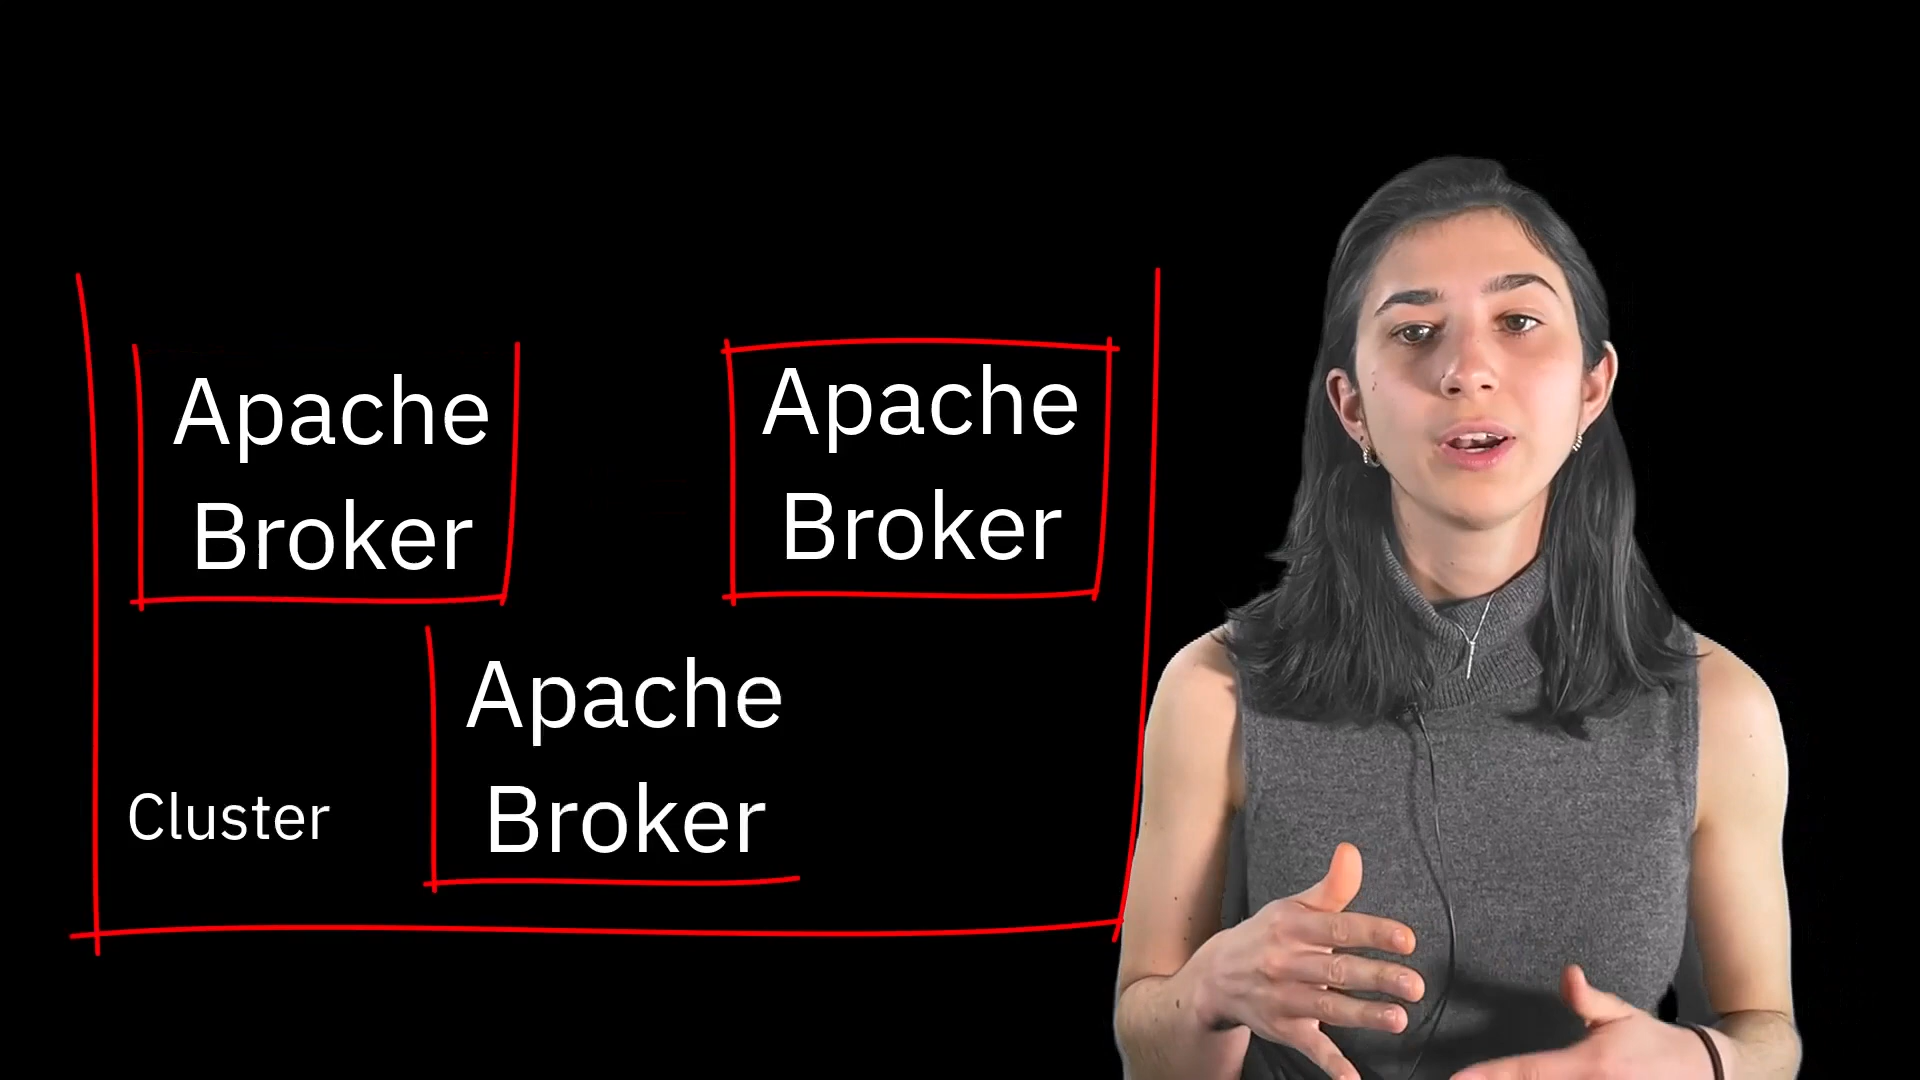 Apache
Broker
Apache
Broker
Apache
Broker
Cluster